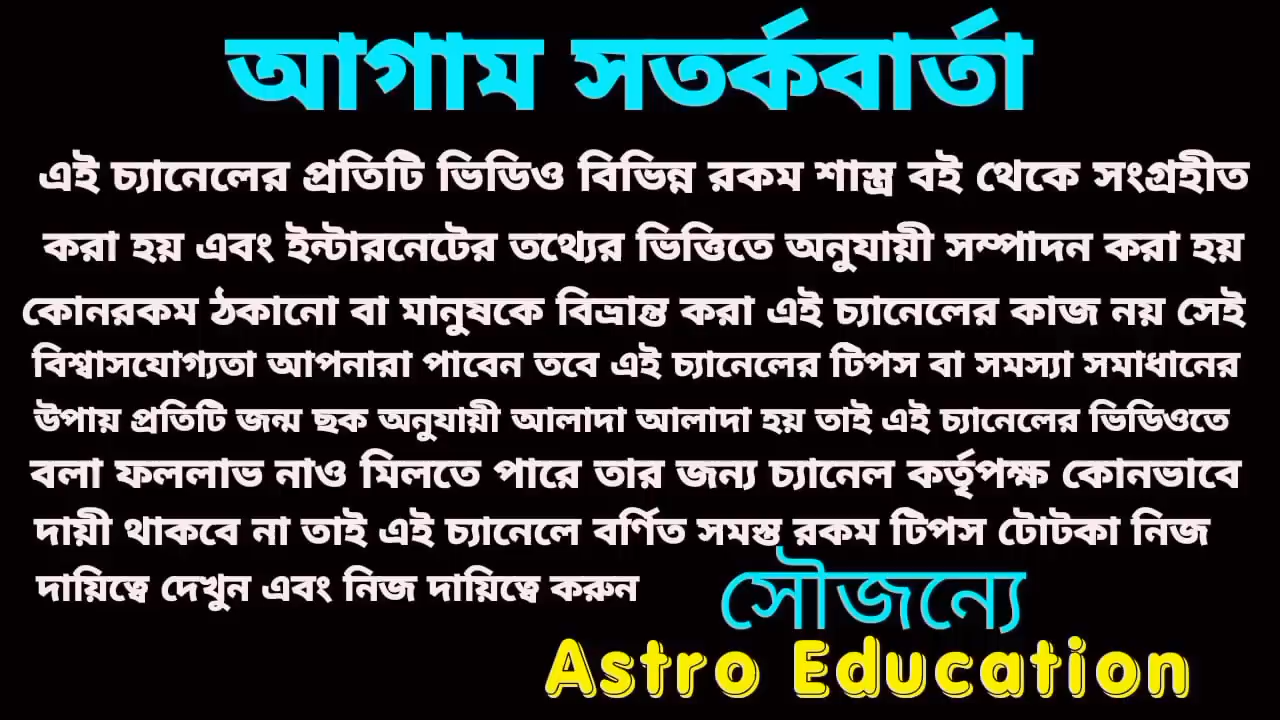 আগাম সতর্কবার্তা
এই চ্যানেলের প্রতিটি ভিডিও বিভিন্ন রকম শাস্ত্র বই থেকে সংগ্রহীত
করা হয় এবং ইন্টারনেটের তথ্যের ভিত্তিতে অনুযায়ী সম্পাদন করা হয়
কোনরকম ঠকানো বা মানুষকে বিভ্রান্ত করা এই চ্যানেলের কাজ নয় সেই
বিশ্বাসযোগ্যতা আপনারা পাবেন তবে এই চ্যানেলের টিপস বা সমস্যা সমাধানের
উপায় প্রতিটি জন্ম ছক অনুযায়ী আলাদা আলাদা হয় তাই এই চ্যানেলের ভিডিওতে
বলা ফললাভ নাও মিলতে পারে তার জন্য চ্যানেল কর্তৃপক্ষ কোনভাবে
দায়ী থাকবে না তাই এই চ্যানেলে বর্ণিত সমস্ত রকম টিপস টোটকা নিজ
দায়িত্বে দেখুন এবং নিজ দায়িত্বে করুন
সৌজন্যে
Astro Education